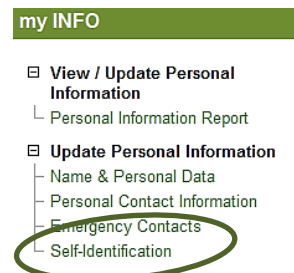 my INFO
View / Update Personal
Information
Personal Information Report
Update Personal Information
Name & Personal Data
Personal Contact Information
Emergency Contacts
Self-Identification